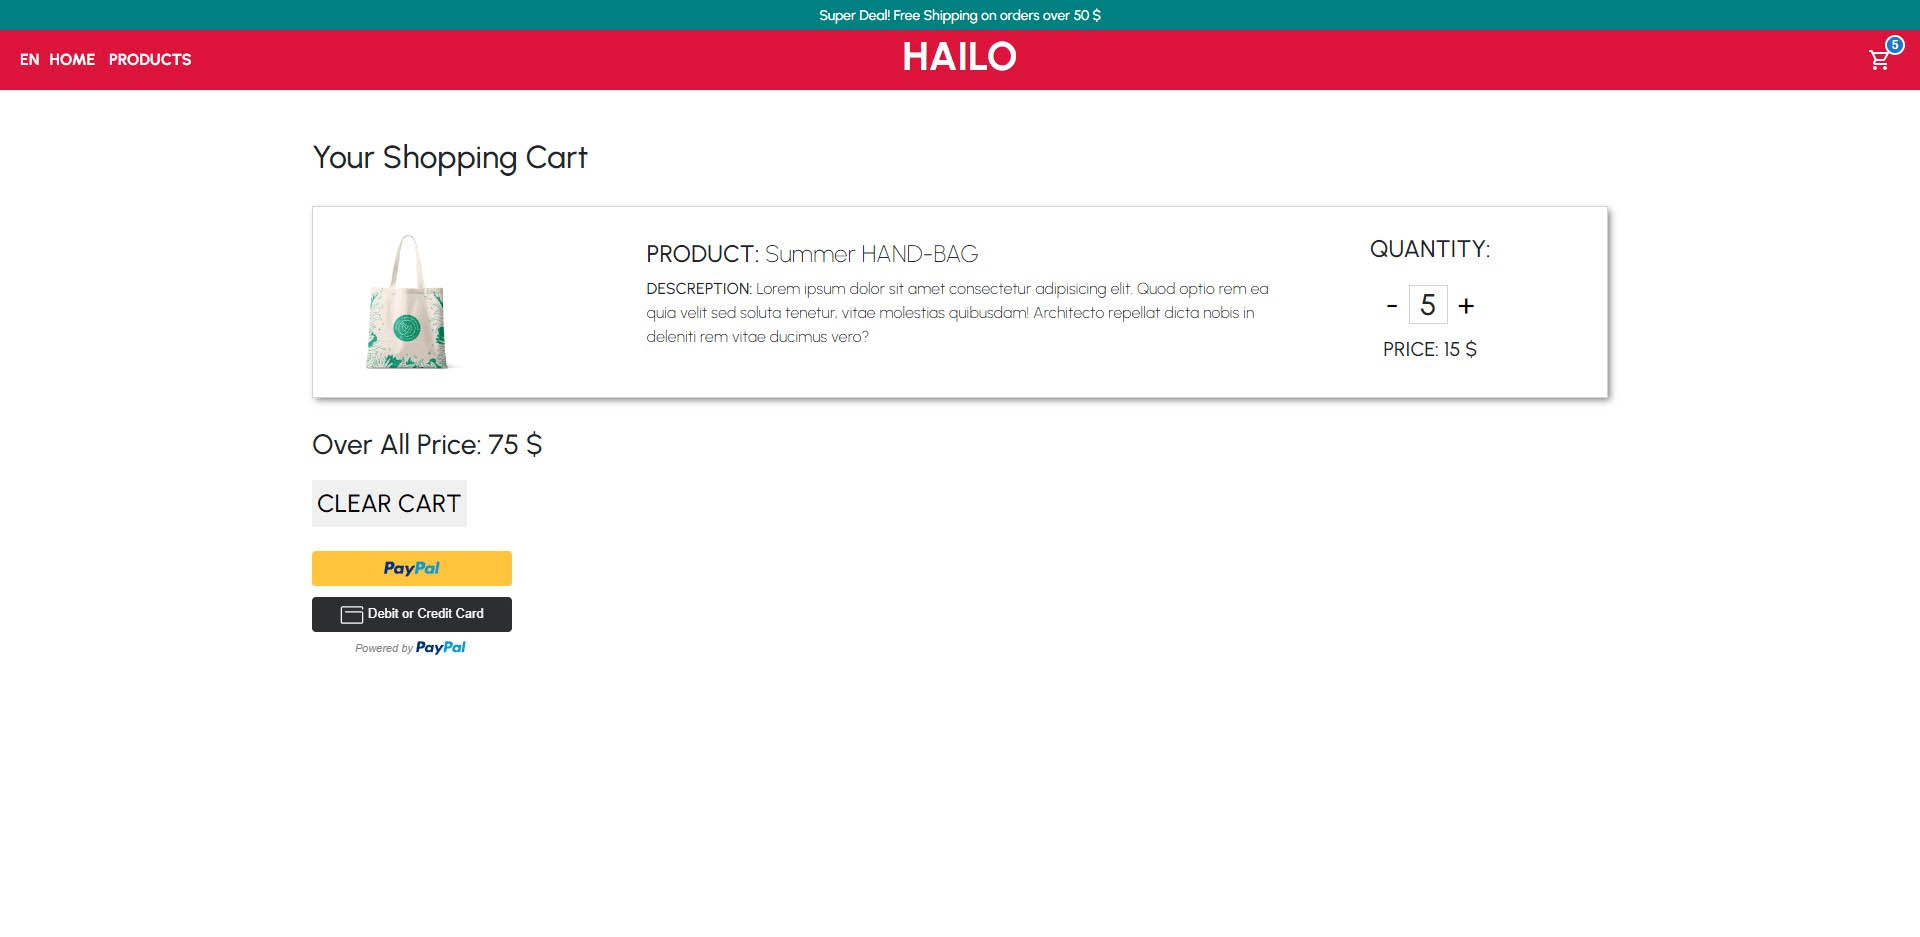 Super Deal! Free Shipping on orders over 50 $
EN HOME PRODUCTS
HAILO
5
Your Shopping Cart
PRODUCT: Summer HAND-BAG
DESCREPTION: Lorem ipsum dolor sit amet consectetur adipisicing elit. Quod optio rem ea
quia velit sed soluta tenetur, vitae molestias quibusdam! Architecto repellat dicta nobis in
deleniti rem vitae ducimus vero?
QUANTITY:
- 5 +
PRICE: 15 $
Over All Price: 75 $
CLEAR CART
PayPal
Debit or Credit Card
Powered by PayPal